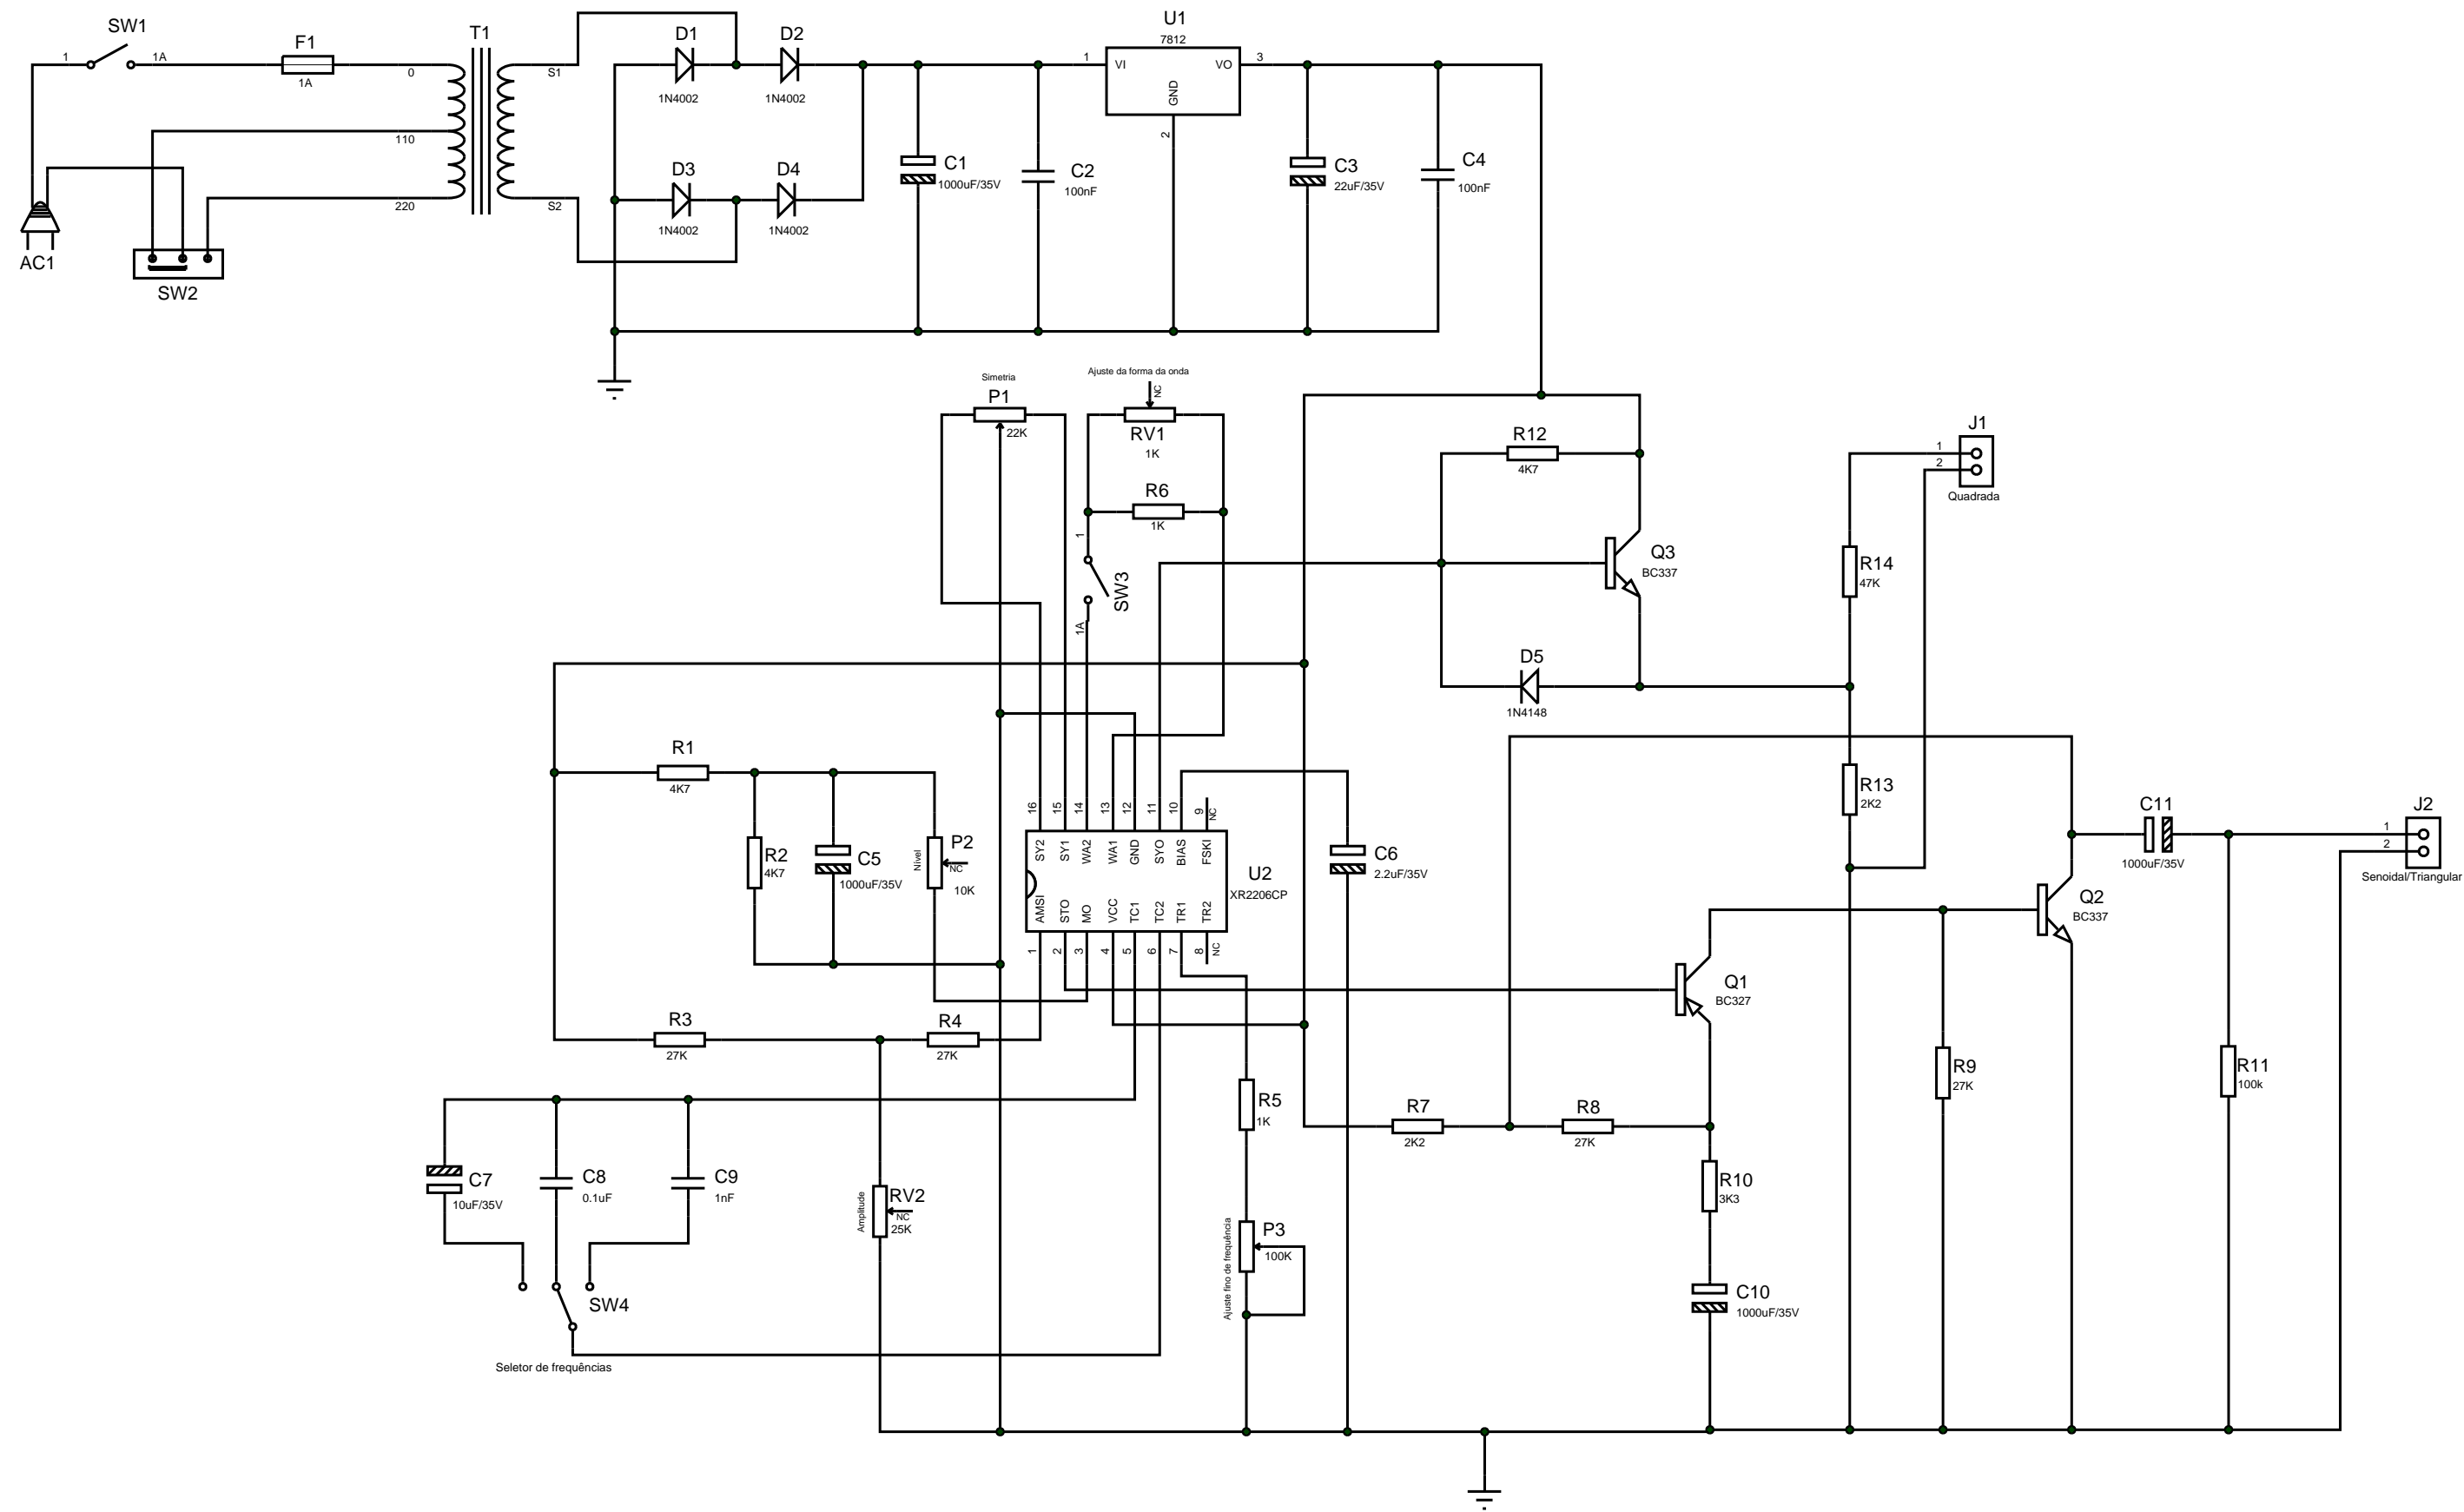 SW1
1
1A
F1
1A
T1
0
110
220
S1
S2
AC1
SW2
D1
1N4002
D2
1N4002
D3
1N4002
D4
1N4002
C1
1000uF/35V
C2
100nF
U1
7812
1
VI
VO
3
GND
2
C3
22uF/35V
C4
100nF
Simetria
P1
22K
Ajuste da forma da onda
NC
RV1
1K
R6
1K
1
SW3
1A
R12
4K7
Q3
BC337
D5
1N4148
J1
1
2
Quadrada
R14
47K
R13
2K2
R1
4K7
R2
4K7
C5
1000uF/35V
Nivel
P2
NC
10K
16
15
14
13
12
11
10
9
NC
SY2
SY1
WA2
WA1
GND
SYO
BIAS
FSKI
U2
XR2206CP
AMSI
STO
MO
VCC
TC1
TC2
TR1
TR2
1
2
3
4
5
6
7
8
NC
C6
2.2uF/35V
C11
1000uF/35V
J2
1
2
Senoidal/Triangular
Q2
BC337
Q1
BC327
R3
27K
R4
27K
R5
1K
R7
2K2
R8
27K
R9
27K
R11
100k
R10
3K3
C7
10uF/35V
C8
0.1uF
C9
1nF
Amplitude
RV2
NC
25K
Ajuste fino de frequência
P3
100K
C10
1000uF/35V
SW4
Seletor de frequências